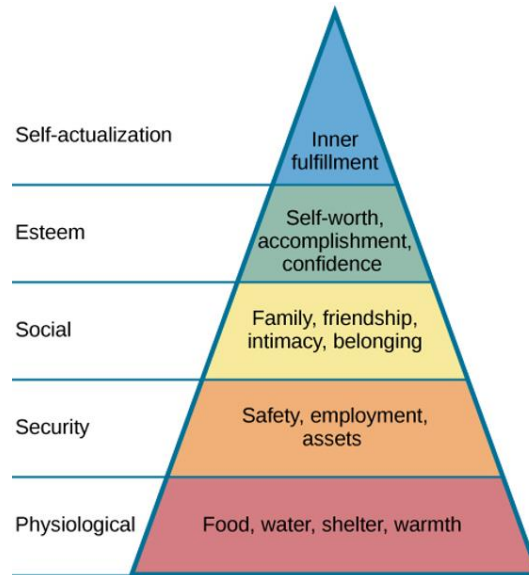 Self-actualization
Inner
fulfillment
Esteem
Self-worth,
accomplishment,
confidence
Social
Family, friendship,
intimacy, belonging
Security
Safety, employment,
assets
Physiological
Food, water, shelter, warmth